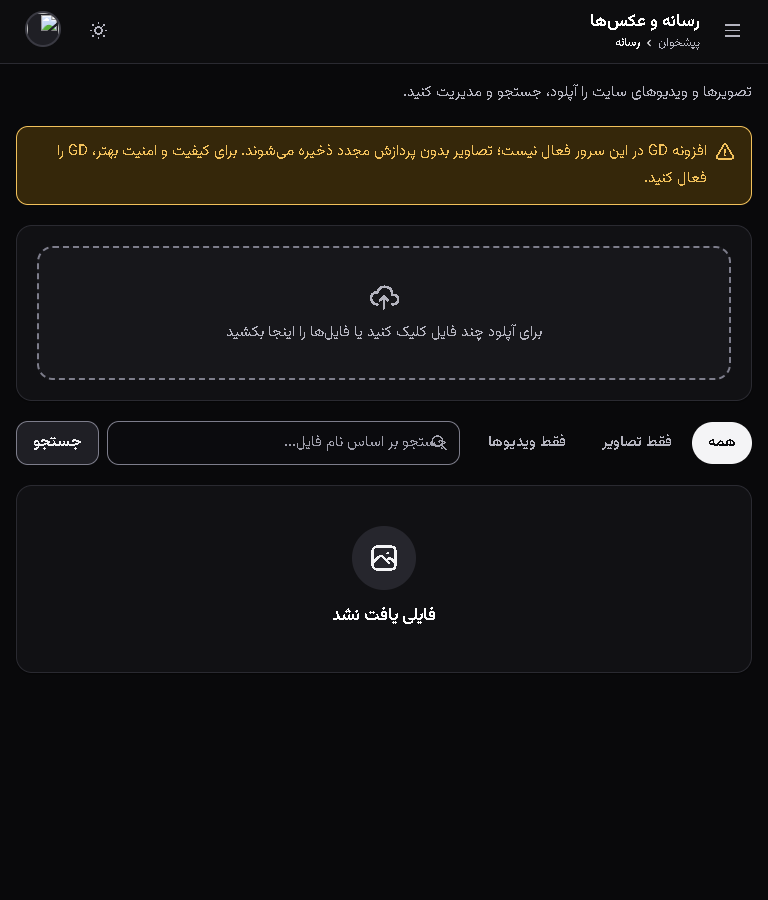 رسانه و عکس‌ها
پیشخوان › رسانه
تصویرها و ویدیوهای سایت را آپلود، جستجو و مدیریت کنید.
افزونه GD در این سرور فعال نیست؛ تصاویر بدون پردازش مجدد ذخیره می‌شوند. برای کیفیت و امنیت بهتر، GD را
فعال کنید.
برای آپلود چند فایل کلیک کنید یا فایل‌ها را اینجا بکشید
همه
فقط تصاویر
فقط ویدیوها
جستجو بر اساس نام فایل...
جستجو
فایلی یافت نشد